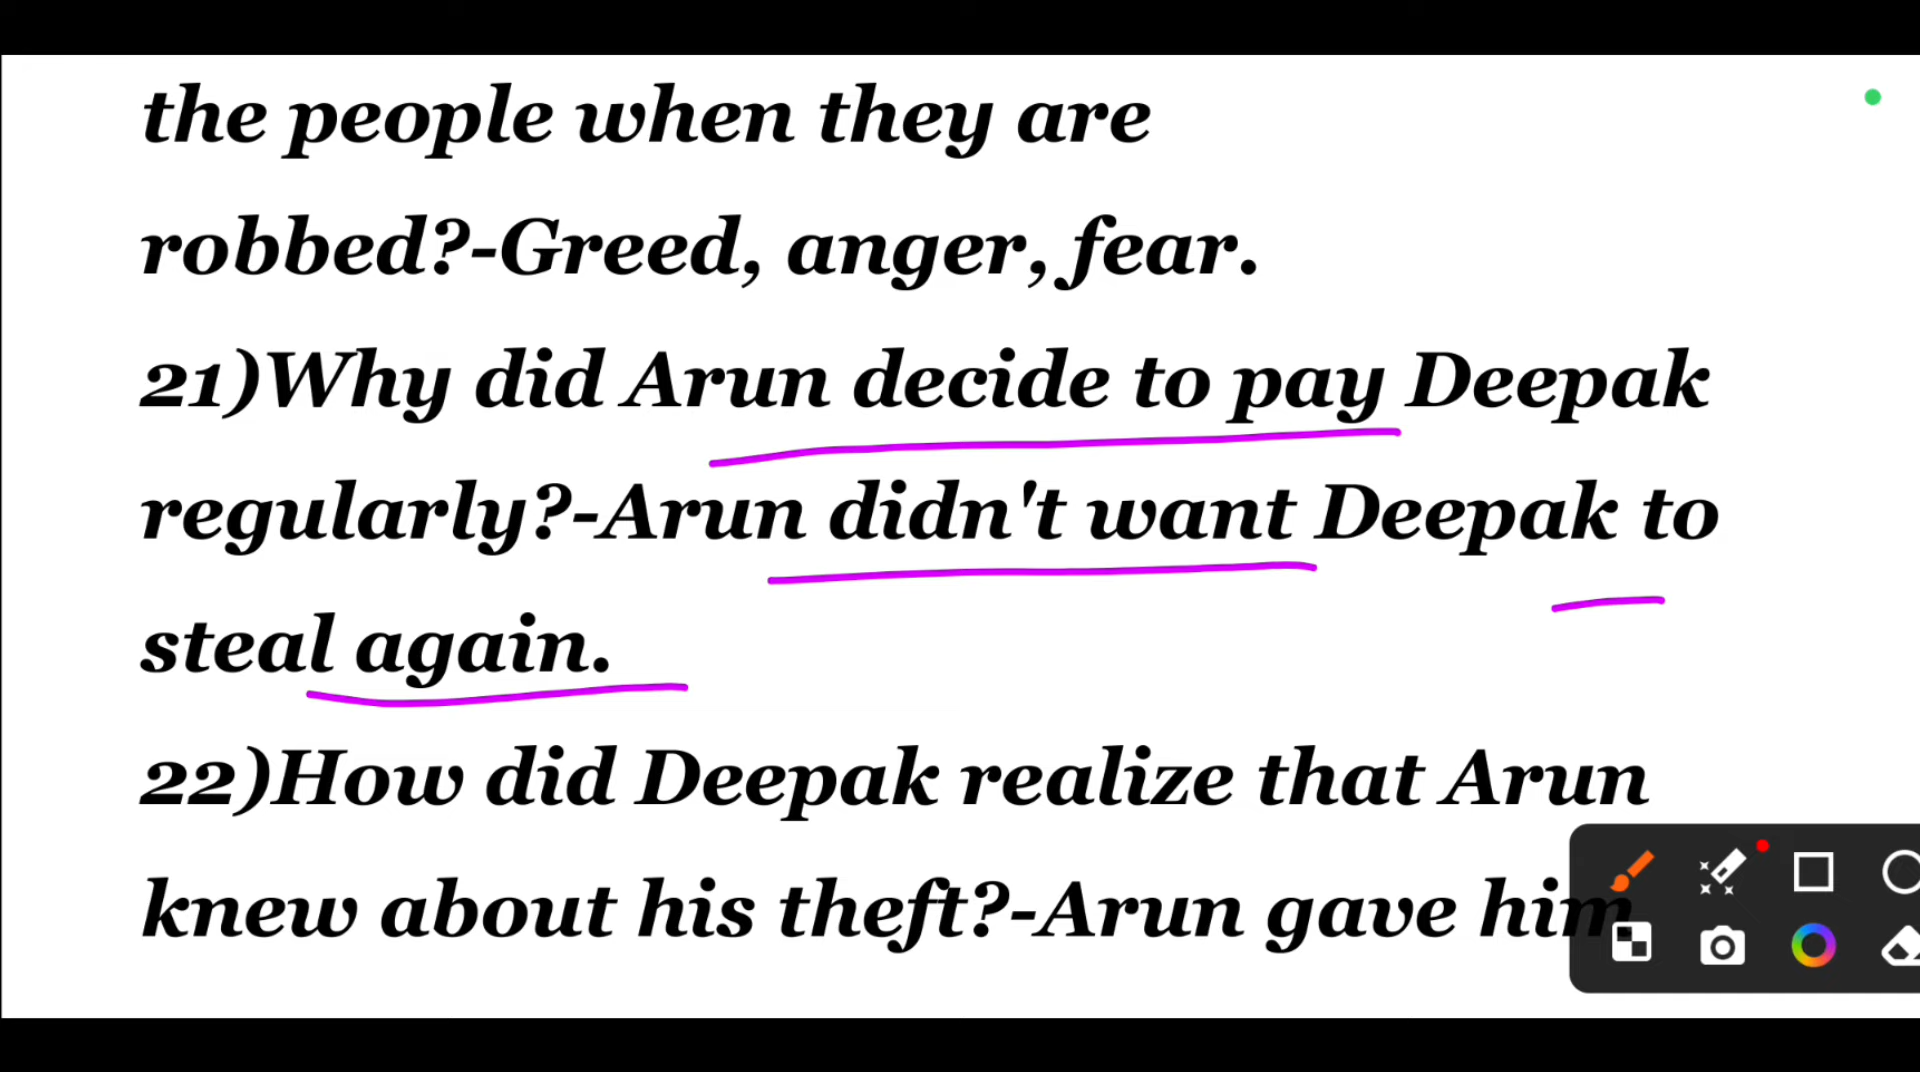 the people when they are
robbed?-Greed, anger, fear.
21)Why did Arun decide to pay Deepak
regularly?-Arun didn't want Deepak to
steal again.
22)How did Deepak realize that Arun
knew about his theft?-Arun gave him